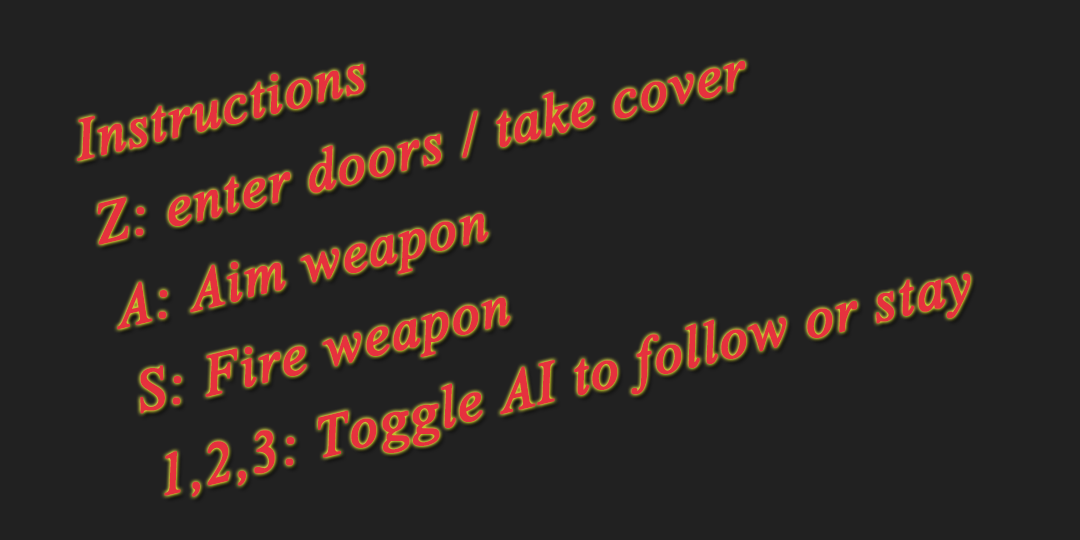 Instructions
Z: enter doors / take cover
A: Aim weapon
S: Fire weapon
1,2,3: Toggle AI to follow or stay